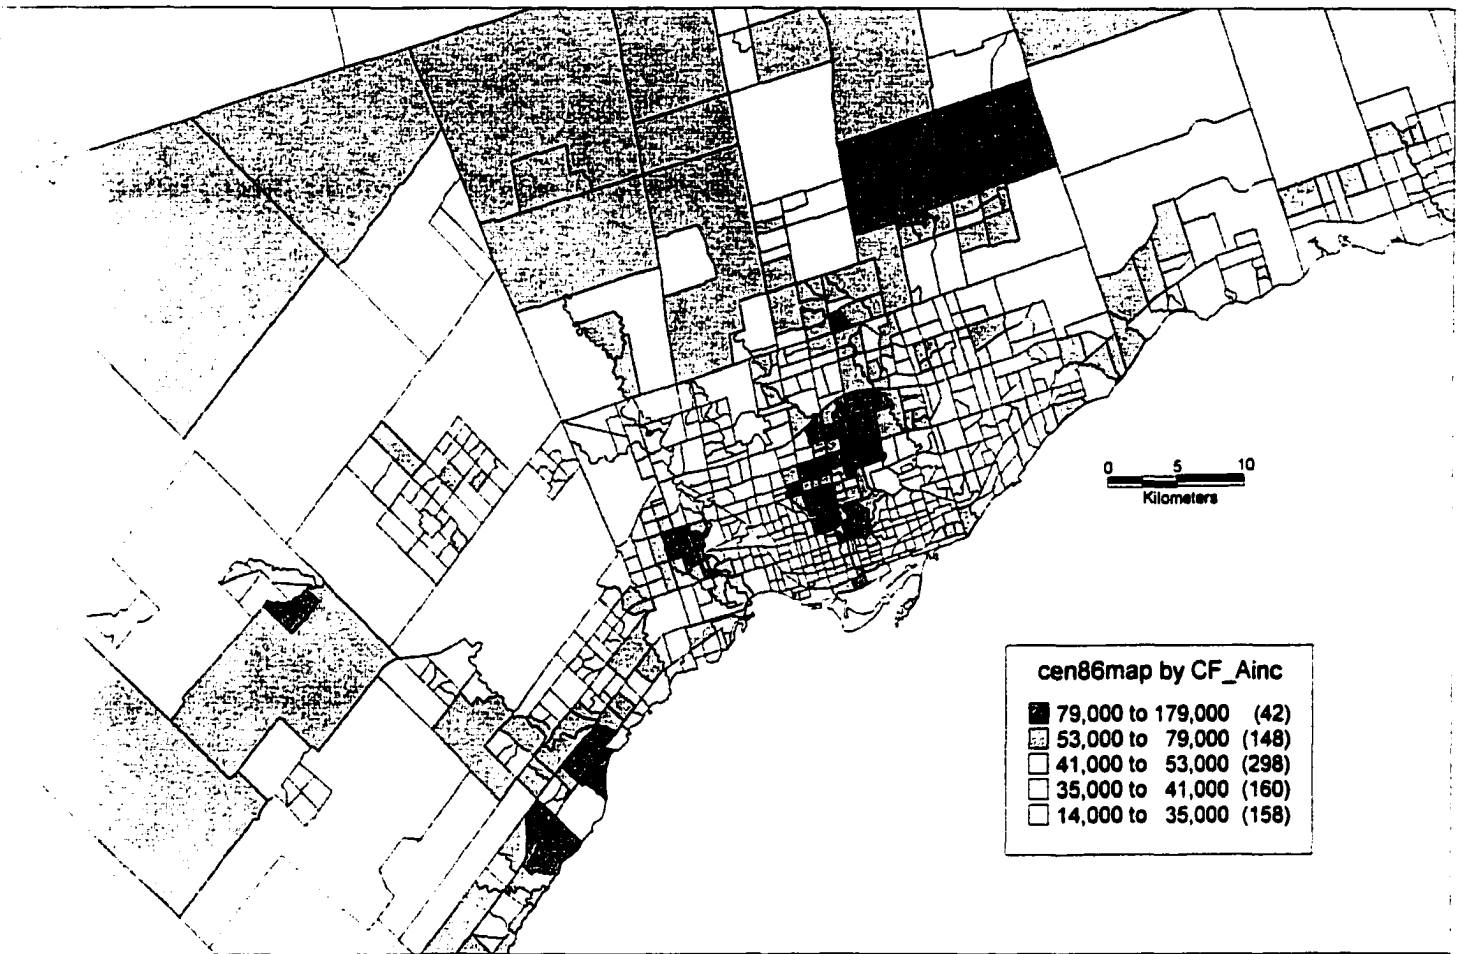 0 5 10
Kilometers
cen86map by CF_Ainc
79,000 to 179,000 (42)
53,000 to 79,000 (148)
41,000 to 53,000 (298)
35,000 to 41,000 (160)
14,000 to 35,000 (158)